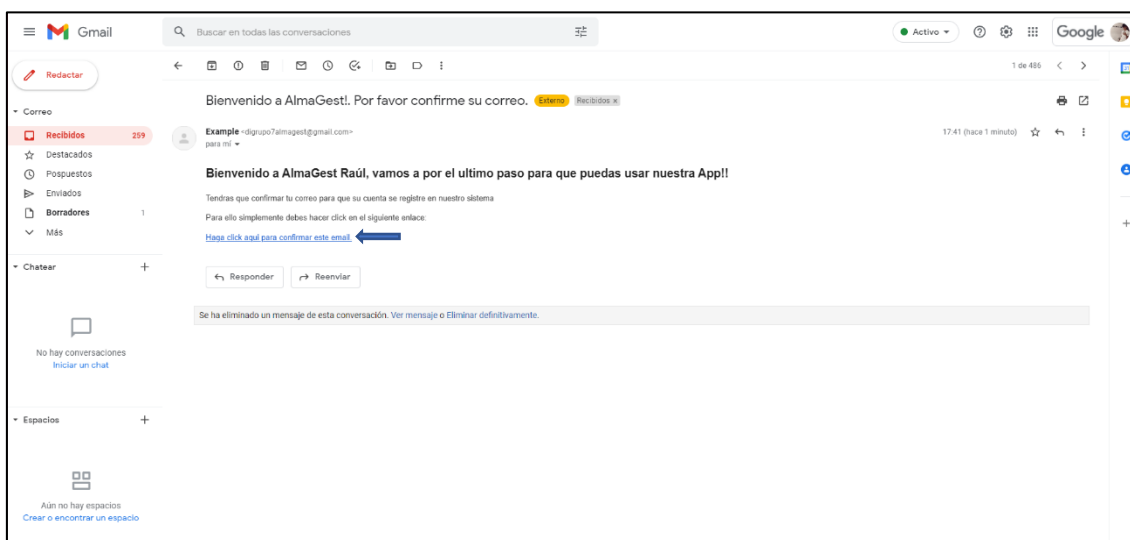 Gmail
Buscar en todas las conversaciones
Activo
Google
Redactar
1 de 486
Correo
Recibidos 259
Destacados
Pospuestos
Enviados
Borradores 1
Más
Chatear
No hay conversaciones
Iniciar un chat
Espacios
Aún no hay espacios
Crear o encontrar un espacio
Bienvenido a AlmaGest!. Por favor confirme su correo. Externo Recibidos x
Example <digrupo7almagest@gmail.com>
17:41 (hace 1 minuto)
para mí
Bienvenido a AlmaGest Raúl, vamos a por el ultimo paso para que puedas usar nuestra App!!
Tendras que confirmar tu correo para que su cuenta se registre en nuestro sistema
Para ello simplemente debes hacer click en el siguiente enlace:
Haga click aquí para confirmar este email.
Responder Reenviar
Se ha eliminado un mensaje de esta conversación. Ver mensaje o Eliminar definitivamente.